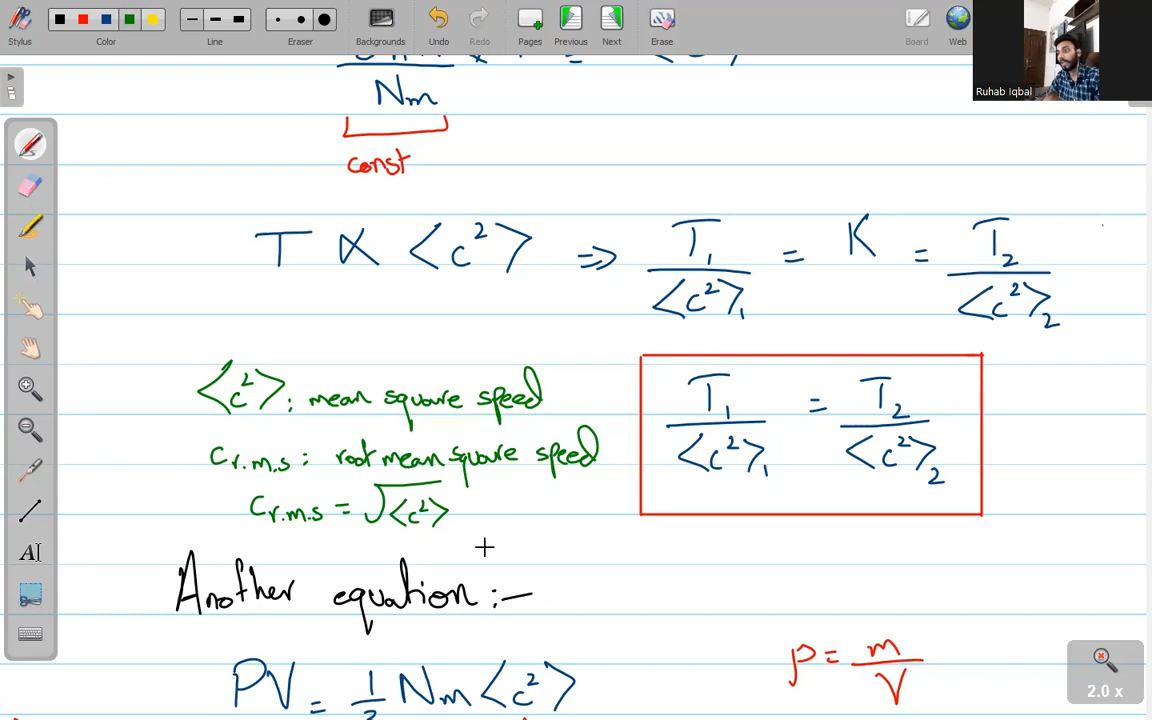 Stylus Color Line Eraser Backgrounds Undo Redo Pages Previous Next Erase Board Web
Ruhab Iqbal
Nm
const
T ∝ <c²> => T₁/<c²>₁ = K = T₂/<c²>₂
<c²> : mean square speed
Cr.m.s : root mean square speed
Cr.m.s = √<c²>
T₁/<c²>₁ = T₂/<c²>₂
Another equation :-
PV = 1/3 Nm <c²>
ρ = m/V
2.0 x